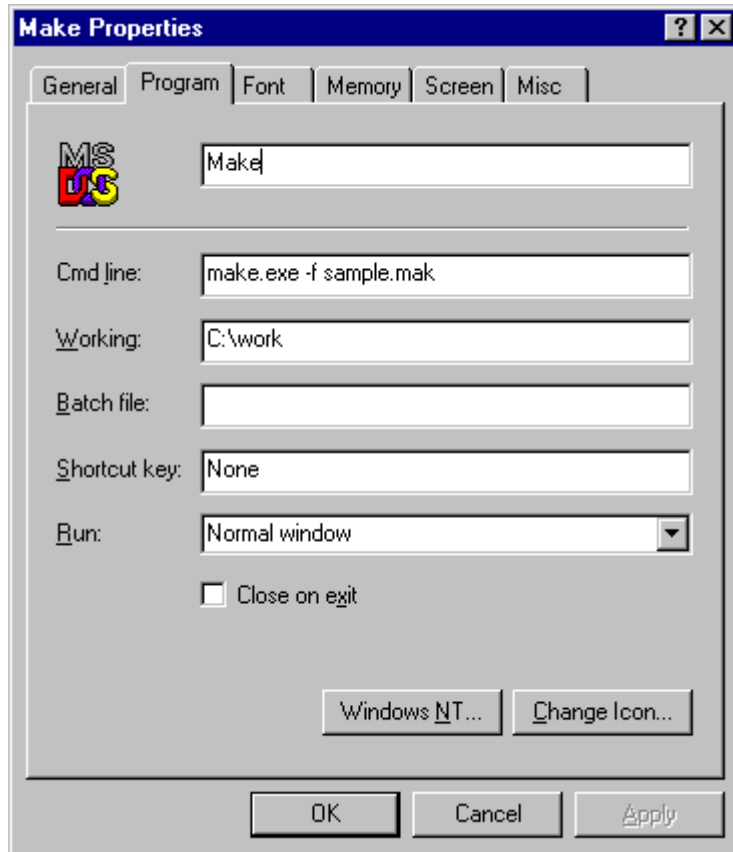 Make Properties
General Program Font Memory Screen Misc
MS
DOS
Make
Cmd line: make.exe -f sample.mak
Working: C:\work
Batch file:
Shortcut key: None
Run: Normal window
Close on exit
Windows NT... Change Icon...
OK Cancel Apply